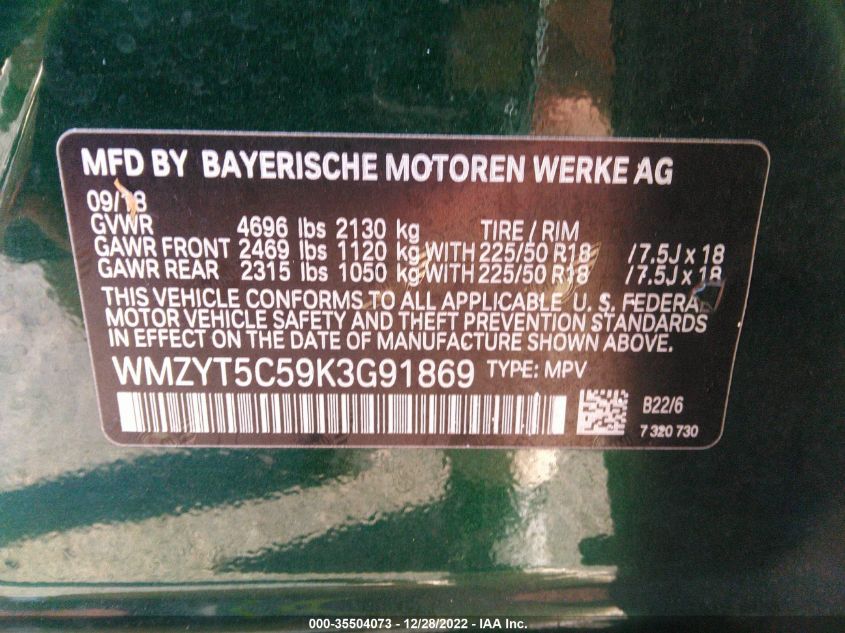 MFD BY BAYERISCHE MOTOREN WERKE AG
09/18
GVWR 4696 lbs 2130 kg TIRE / RIM
GAWR FRONT 2469 lbs 1120 kg WITH 225/50 R18 / 7.5J x 18
GAWR REAR 2315 lbs 1050 kg WITH 225/50 R18 / 7.5J x 18
THIS VEHICLE CONFORMS TO ALL APPLICABLE U. S. FEDERAL
MOTOR VEHICLE SAFETY AND THEFT PREVENTION STANDARDS
IN EFFECT ON THE DATE OF MANUFACTURE SHOWN ABOVE.
WMZYT5C59K3G91869 TYPE: MPV
B22/6
7 320 730
000-35504073 - 12/28/2022 - IAA Inc.